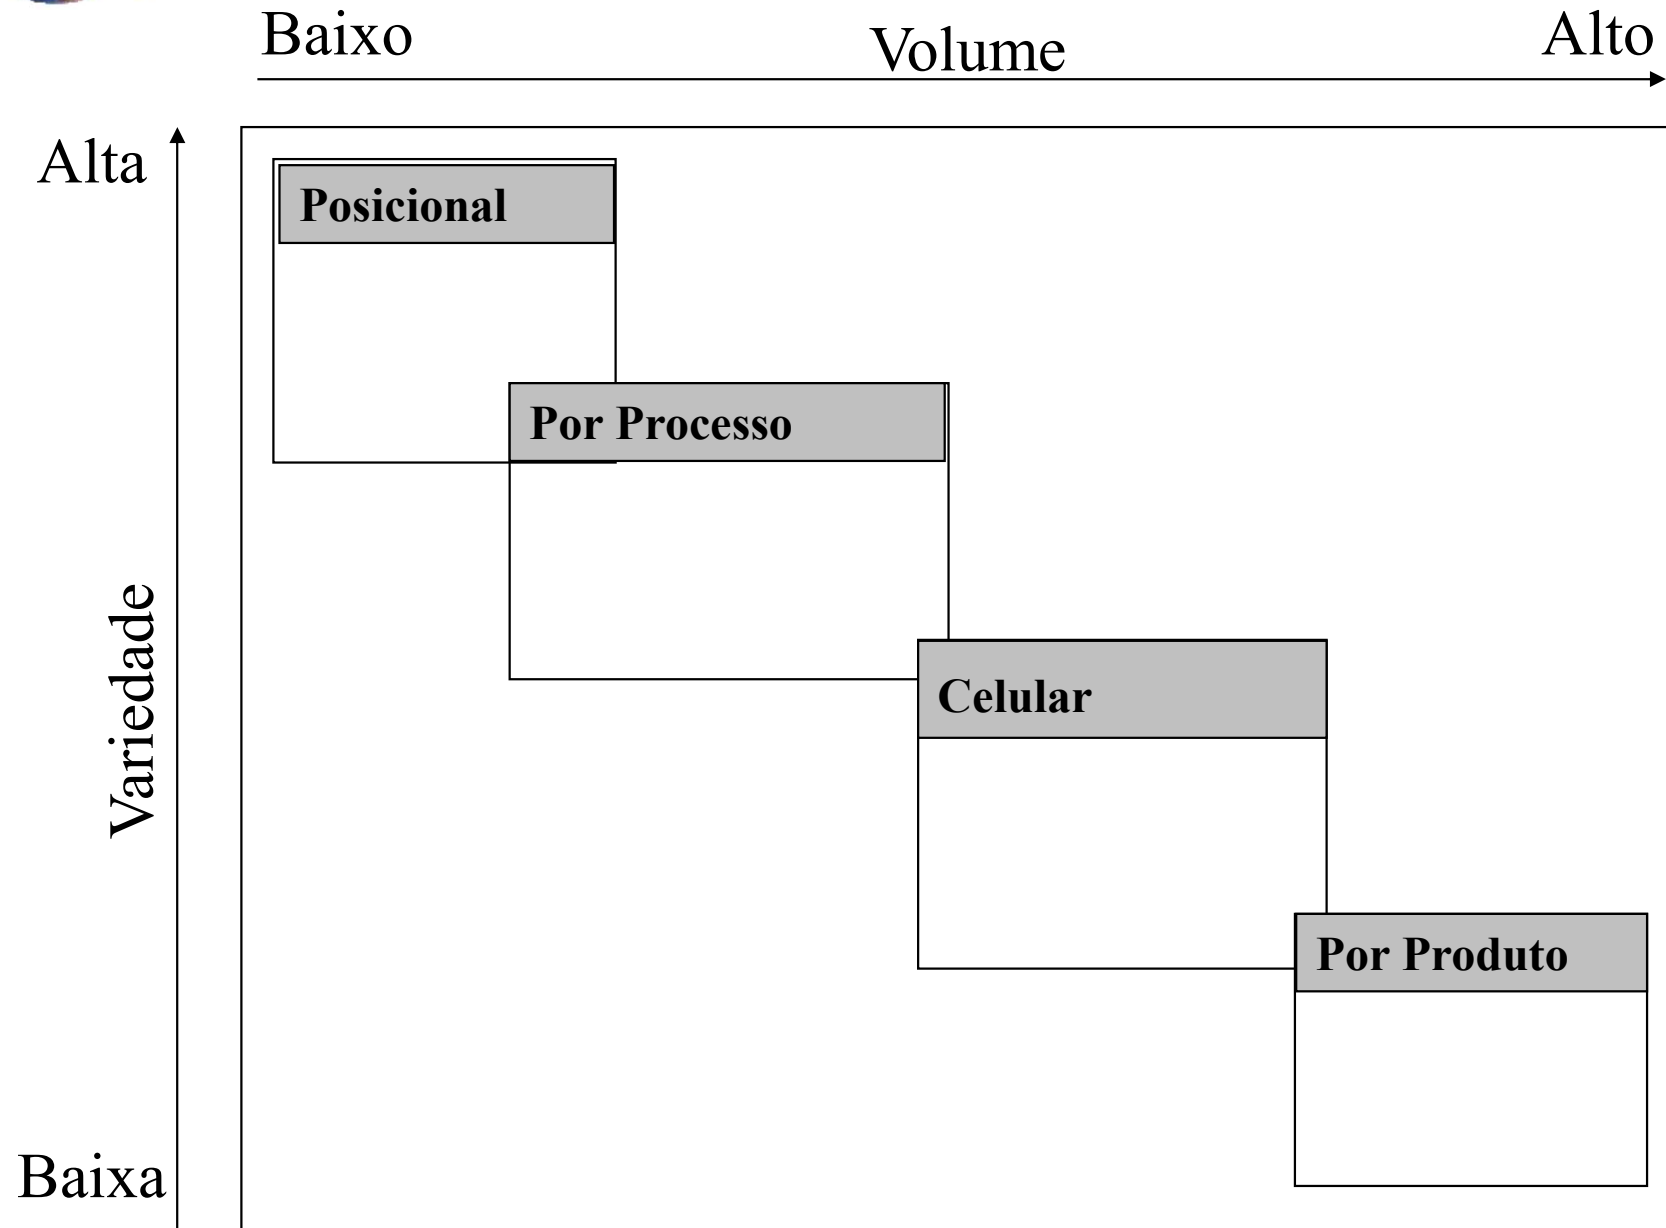 Baixo
Volume
Alto
Alta
Posicional
Por Processo
Variedade
Celular
Por Produto
Baixa